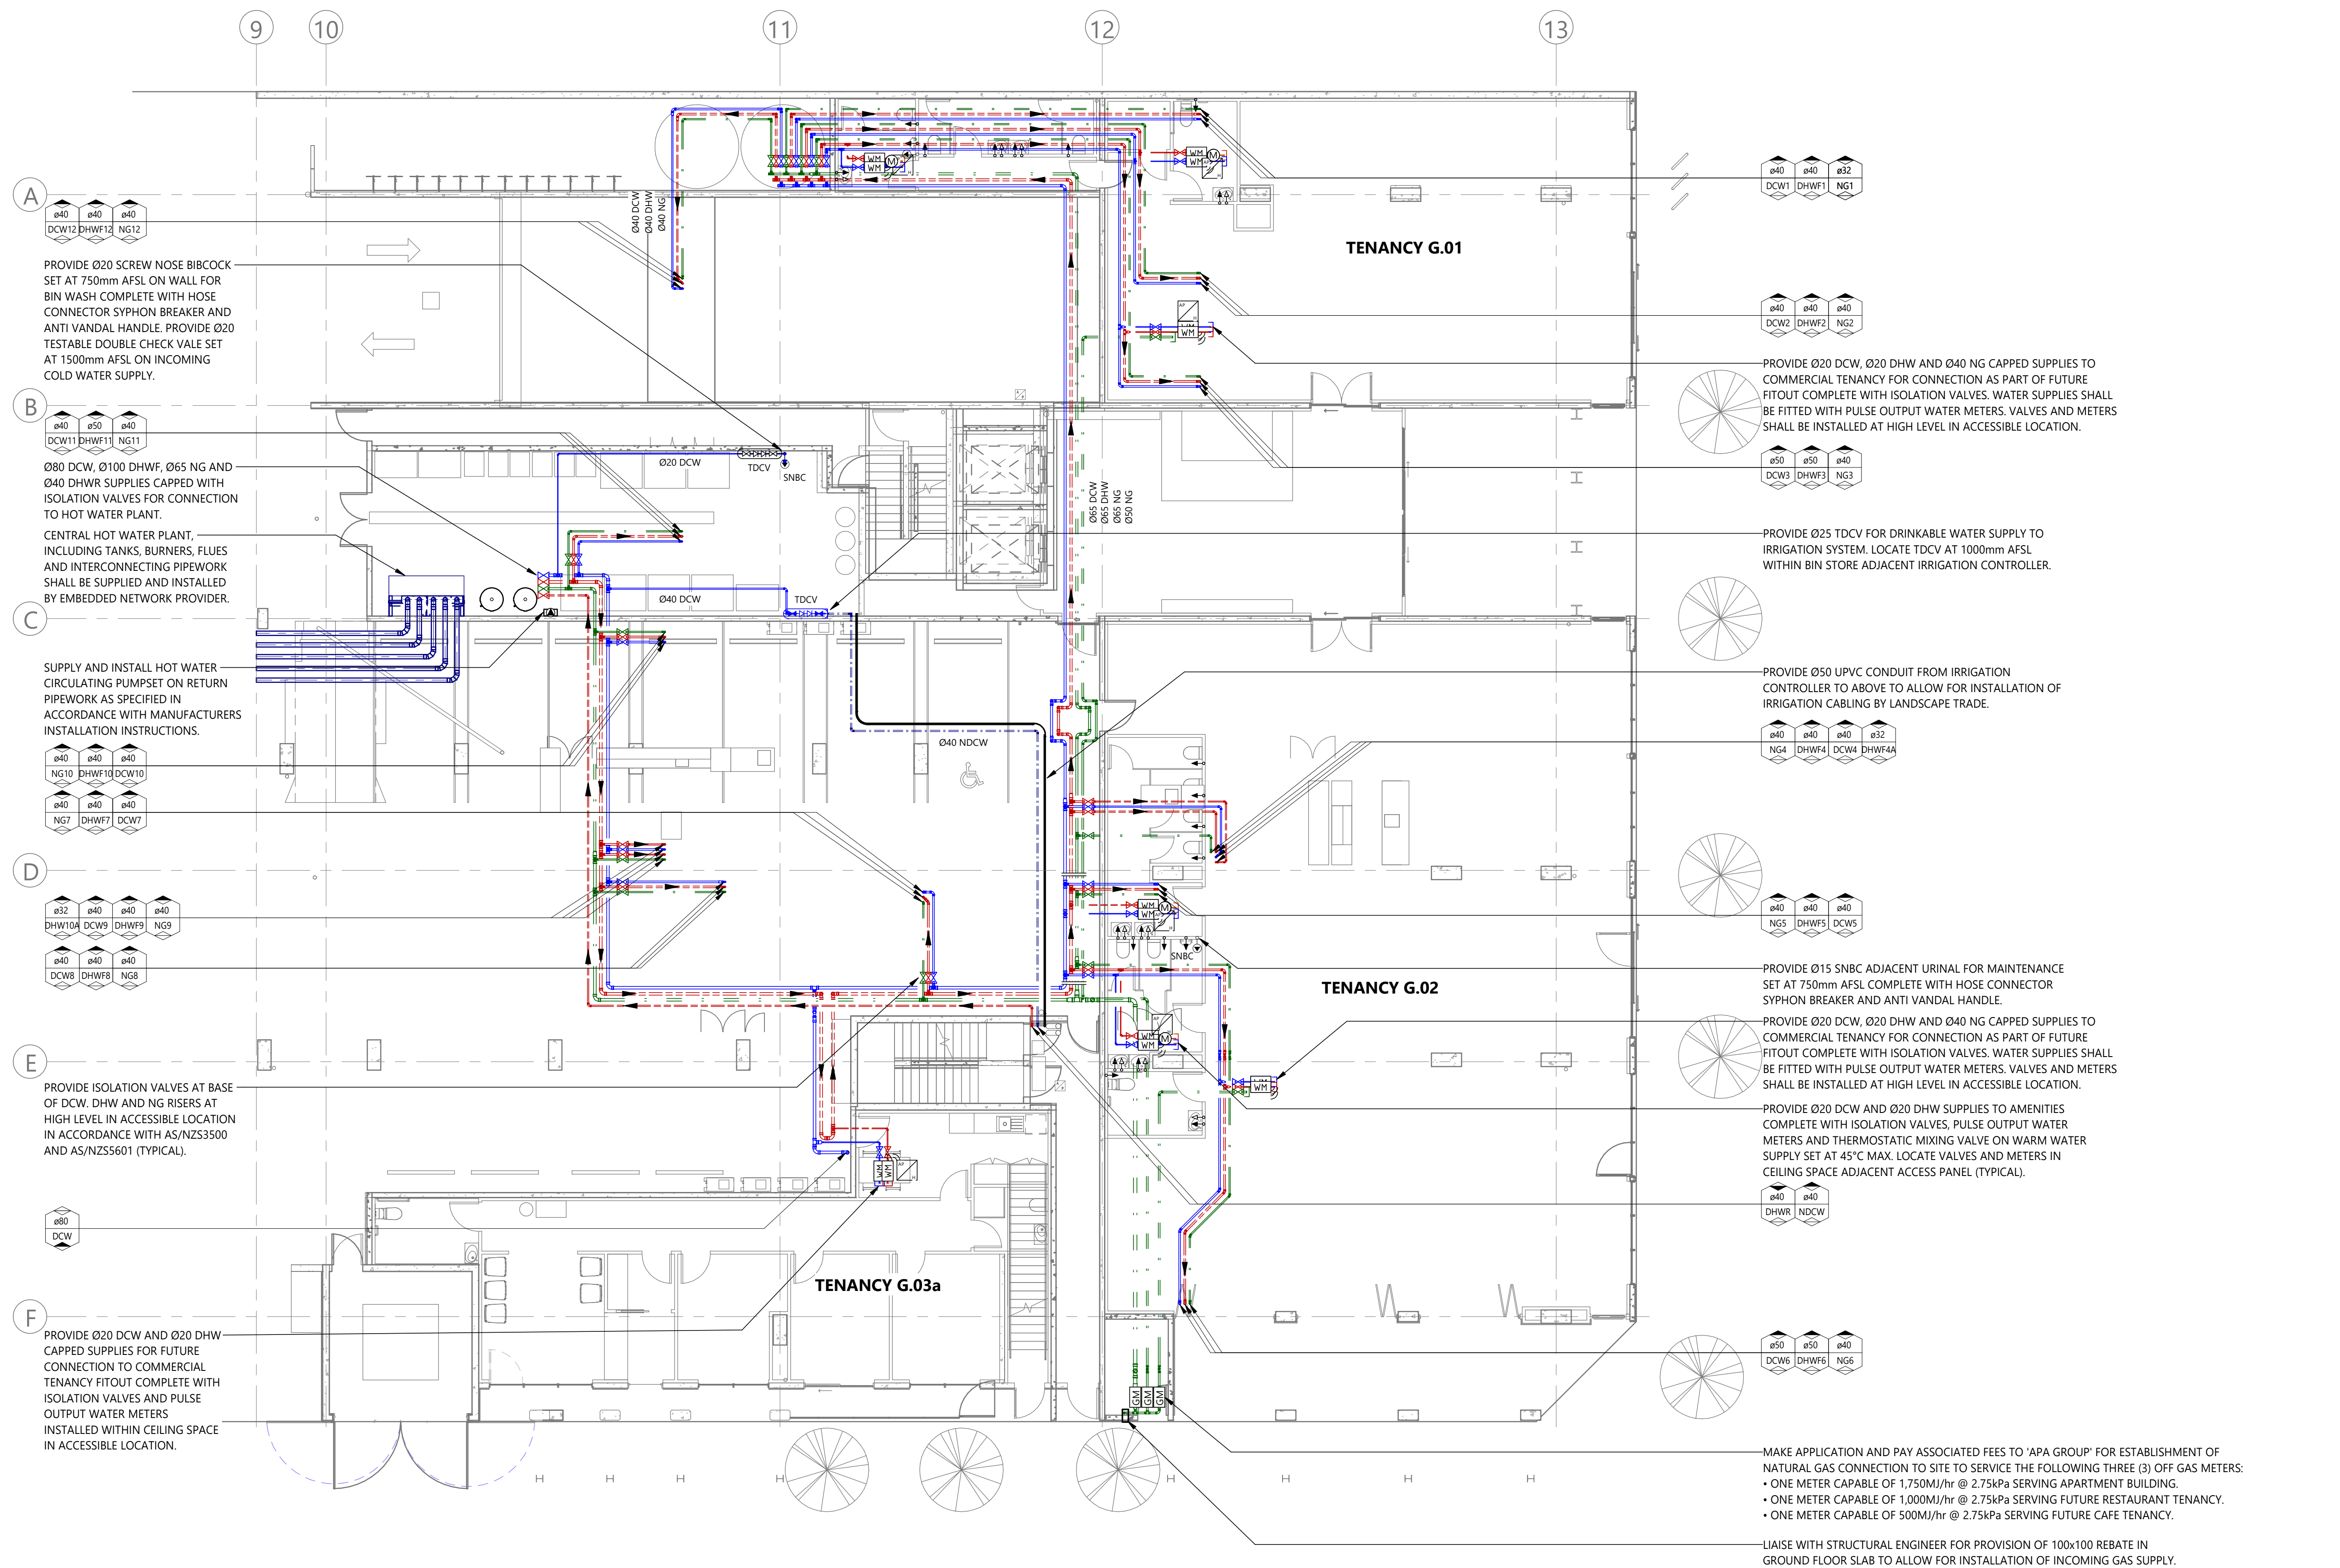 9
10
11
12
13
A
B
C
D
E
F
ø40 ø40 ø40
DCW12 DHWF12 NG12
PROVIDE Ø20 SCREW NOSE BIBCOCK
SET AT 750mm AFSL ON WALL FOR
BIN WASH COMPLETE WITH HOSE
CONNECTOR SYPHON BREAKER AND
ANTI VANDAL HANDLE. PROVIDE Ø20
TESTABLE DOUBLE CHECK VALE SET
AT 1500mm AFSL ON INCOMING
COLD WATER SUPPLY.
ø40 ø50 ø40
DCW11 DHWF11 NG11
Ø80 DCW, Ø100 DHWF, Ø65 NG AND
Ø40 DHWR SUPPLIES CAPPED WITH
ISOLATION VALVES FOR CONNECTION
TO HOT WATER PLANT.
CENTRAL HOT WATER PLANT,
INCLUDING TANKS, BURNERS, FLUES
AND INTERCONNECTING PIPEWORK
SHALL BE SUPPLIED AND INSTALLED
BY EMBEDDED NETWORK PROVIDER.
SUPPLY AND INSTALL HOT WATER
CIRCULATING PUMPSET ON RETURN
PIPEWORK AS SPECIFIED IN
ACCORDANCE WITH MANUFACTURERS
INSTALLATION INSTRUCTIONS.
ø40 ø40 ø40
NG10 DHWF10 DCW10
ø40 ø40 ø40
NG7 DHWF7 DCW7
ø32 ø40 ø40 ø40
DHW10A DCW9 DHWF9 NG9
ø40 ø40 ø40
DCW8 DHWF8 NG8
PROVIDE ISOLATION VALVES AT BASE
OF DCW. DHW AND NG RISERS AT
HIGH LEVEL IN ACCESSIBLE LOCATION
IN ACCORDANCE WITH AS/NZS3500
AND AS/NZS5601 (TYPICAL).
ø80
DCW
PROVIDE Ø20 DCW AND Ø20 DHW
CAPPED SUPPLIES FOR FUTURE
CONNECTION TO COMMERCIAL
TENANCY FITOUT COMPLETE WITH
ISOLATION VALVES AND PULSE
OUTPUT WATER METERS
INSTALLED WITHIN CEILING SPACE
IN ACCESSIBLE LOCATION.
Ø40 DCW
Ø40 DHW
Ø40 NG
WM
WM
M
WM
WM
M
AP
TENANCY G.01
AP
WM
Ø20 DCW
TDCV
SNBC
Ø65 DCW
Ø65 DHW
Ø65 NG
Ø50 NG
Ø40 DCW
TDCV
Ø40 NDCW
WM
WM
M
AP
SNBC
TENANCY G.02
AP
WM
WM
M
WM
WM
WM
AP
TENANCY G.03a
GM
GM
GM
ø40 ø40 ø32
DCW1 DHWF1 NG1
ø40 ø40 ø40
DCW2 DHWF2 NG2
PROVIDE Ø20 DCW, Ø20 DHW AND Ø40 NG CAPPED SUPPLIES TO
COMMERCIAL TENANCY FOR CONNECTION AS PART OF FUTURE
FITOUT COMPLETE WITH ISOLATION VALVES. WATER SUPPLIES SHALL
BE FITTED WITH PULSE OUTPUT WATER METERS. VALVES AND METERS
SHALL BE INSTALLED AT HIGH LEVEL IN ACCESSIBLE LOCATION.
ø50 ø50 ø40
DCW3 DHWF3 NG3
PROVIDE Ø25 TDCV FOR DRINKABLE WATER SUPPLY TO
IRRIGATION SYSTEM. LOCATE TDCV AT 1000mm AFSL
WITHIN BIN STORE ADJACENT IRRIGATION CONTROLLER.
PROVIDE Ø50 UPVC CONDUIT FROM IRRIGATION
CONTROLLER TO ABOVE TO ALLOW FOR INSTALLATION OF
IRRIGATION CABLING BY LANDSCAPE TRADE.
ø40 ø40 ø40 ø32
NG4 DHWF4 DCW4 DHWF4A
ø40 ø40 ø40
NG5 DHWF5 DCW5
PROVIDE Ø15 SNBC ADJACENT URINAL FOR MAINTENANCE
SET AT 750mm AFSL COMPLETE WITH HOSE CONNECTOR
SYPHON BREAKER AND ANTI VANDAL HANDLE.
PROVIDE Ø20 DCW, Ø20 DHW AND Ø40 NG CAPPED SUPPLIES TO
COMMERCIAL TENANCY FOR CONNECTION AS PART OF FUTURE
FITOUT COMPLETE WITH ISOLATION VALVES. WATER SUPPLIES SHALL
BE FITTED WITH PULSE OUTPUT WATER METERS. VALVES AND METERS
SHALL BE INSTALLED AT HIGH LEVEL IN ACCESSIBLE LOCATION.
PROVIDE Ø20 DCW AND Ø20 DHW SUPPLIES TO AMENITIES
COMPLETE WITH ISOLATION VALVES, PULSE OUTPUT WATER
METERS AND THERMOSTATIC MIXING VALVE ON WARM WATER
SUPPLY SET AT 45°C MAX. LOCATE VALVES AND METERS IN
CEILING SPACE ADJACENT ACCESS PANEL (TYPICAL).
ø40 ø40
DHWR NDCW
ø50 ø50 ø40
DCW6 DHWF6 NG6
MAKE APPLICATION AND PAY ASSOCIATED FEES TO 'APA GROUP' FOR ESTABLISHMENT OF
NATURAL GAS CONNECTION TO SITE TO SERVICE THE FOLLOWING THREE (3) OFF GAS METERS:
• ONE METER CAPABLE OF 1,750MJ/hr @ 2.75kPa SERVING APARTMENT BUILDING.
• ONE METER CAPABLE OF 1,000MJ/hr @ 2.75kPa SERVING FUTURE RESTAURANT TENANCY.
• ONE METER CAPABLE OF 500MJ/hr @ 2.75kPa SERVING FUTURE CAFE TENANCY.
LIAISE WITH STRUCTURAL ENGINEER FOR PROVISION OF 100x100 REBATE IN
GROUND FLOOR SLAB TO ALLOW FOR INSTALLATION OF INCOMING GAS SUPPLY.